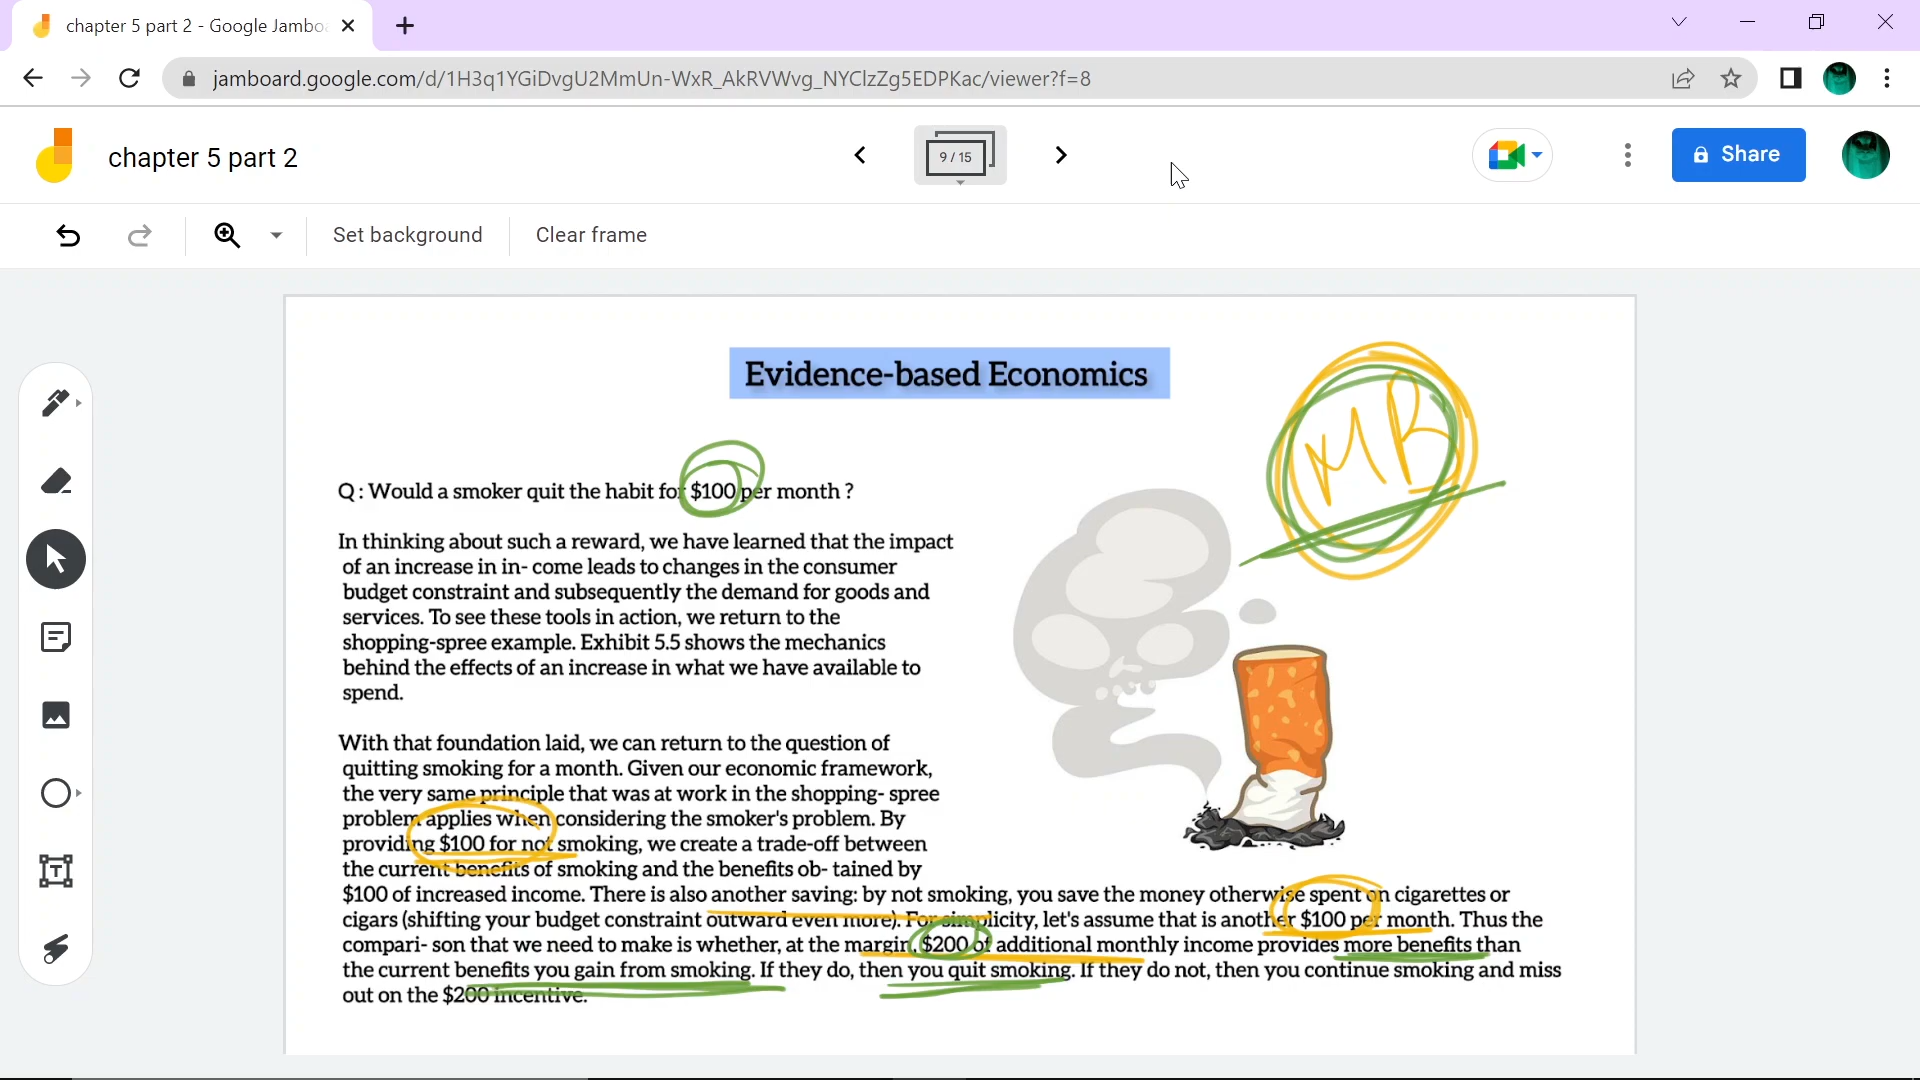 chapter 5 part 2 - Google Jambo
jamboard.google.com/d/1H3q1YGiDvgU2MmUn-WxR_AkRVWvg_NYClzZg5EDPKac/viewer?f=8
chapter 5 part 2
9 / 15
Share
Set background
Clear frame
Evidence-based Economics
MB
Q : Would a smoker quit the habit for $100 per month ?
In thinking about such a reward, we have learned that the impact
of an increase in in- come leads to changes in the consumer
budget constraint and subsequently the demand for goods and
services. To see these tools in action, we return to the
shopping-spree example. Exhibit 5.5 shows the mechanics
behind the effects of an increase in what we have available to
spend.
With that foundation laid, we can return to the question of
quitting smoking for a month. Given our economic framework,
the very same principle that was at work in the shopping- spree
problem applies when considering the smoker's problem. By
providing $100 for not smoking, we create a trade-off between
the current benefits of smoking and the benefits ob- tained by
$100 of increased income. There is also another saving: by not smoking, you save the money otherwise spent on cigarettes or
cigars (shifting your budget constraint outward even more). For simplicity, let's assume that is another $100 per month. Thus the
compari- son that we need to make is whether, at the margin, $200 of additional monthly income provides more benefits than
the current benefits you gain from smoking. If they do, then you quit smoking. If they do not, then you continue smoking and miss
out on the $200 incentive.